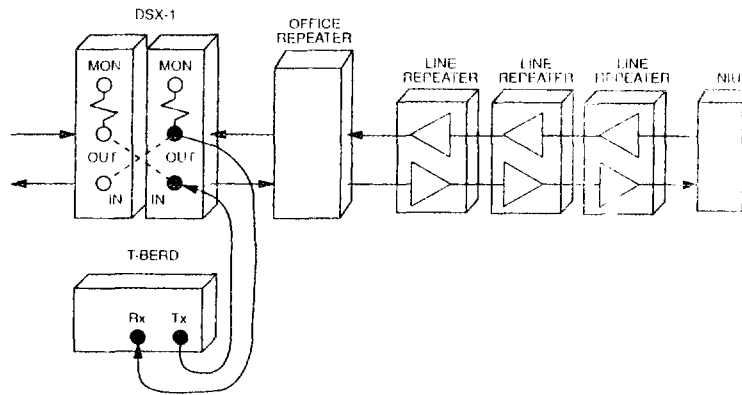 DSX-1
OFFICE
REPEATER
LINE
REPEATER
LINE
REPEATER
LINE
REPEATER
NIU
MON
MON
OUT
OUT
IN
IN
T-BERD
Rx
Tx